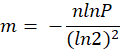 m = − nlnP / (ln2)²